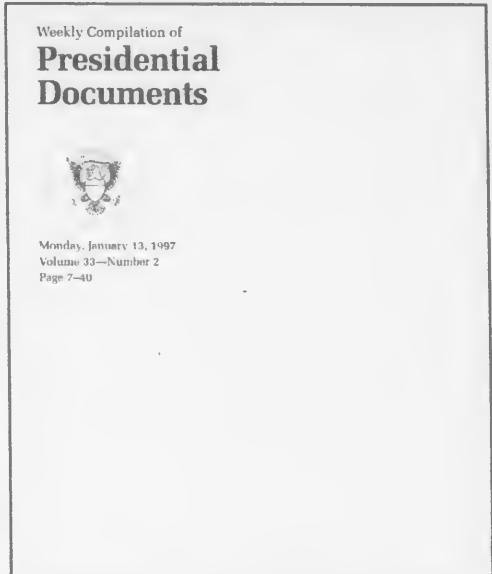 Weekly Compilation of
Presidential
Documents
Monday, January 13, 1997
Volume 33—Number 2
Page 7–40